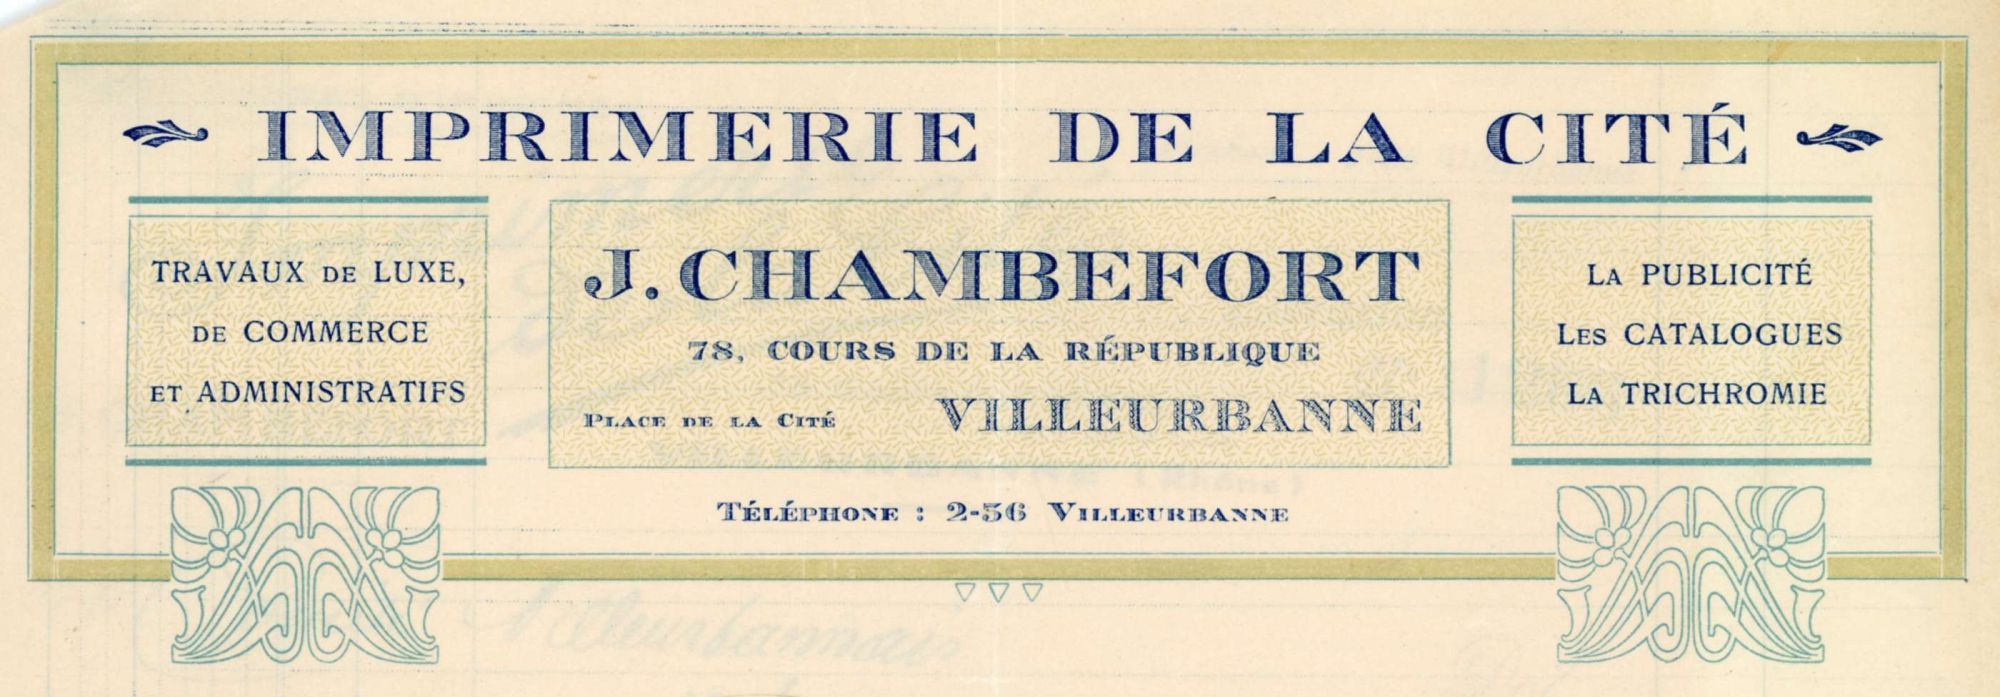 IMPRIMERIE DE LA CITÉ
TRAVAUX DE LUXE,
DE COMMERCE
ET ADMINISTRATIFS
J. CHAMBEFORT
78, COURS DE LA RÉPUBLIQUE
PLACE DE LA CITÉ VILLEURBANNE
LA PUBLICITÉ
LES CATALOGUES
LA TRICHROMIE
TÉLÉPHONE : 2-56 VILLEURBANNE